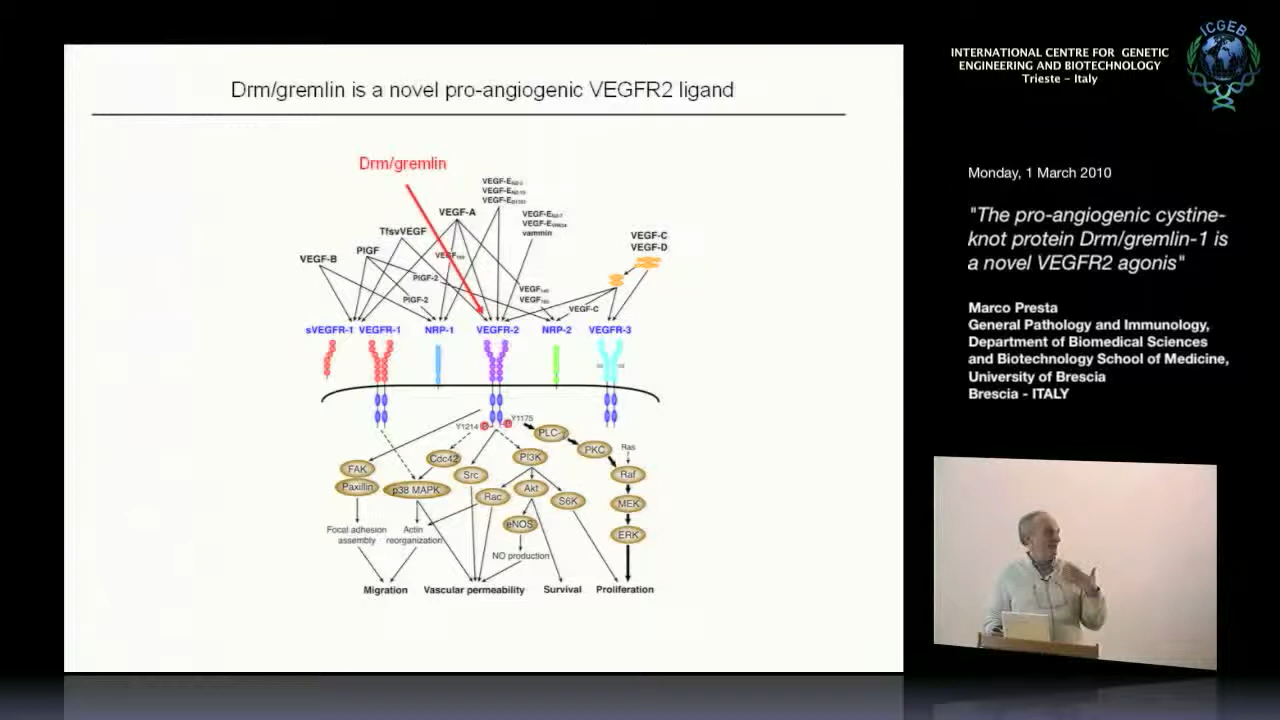 Drm/gremlin is a novel pro-angiogenic VEGFR2 ligand
Drm/gremlin
VEGF-A
TfsvVEGF
PlGF
VEGF-B
vammin
VEGF-C
VEGF-D
PlGF-2
PlGF-2
VEGF-C
sVEGFR-1 VEGFR-1 NRP-1 VEGFR-2 NRP-2 VEGFR-3
Y1214
Y1175
PLC-γ
PKC
Ras
Raf
MEK
ERK
FAK
Paxillin
Cdc42
p38 MAPK
Src
PI3K
Rac
Akt
S6K
eNOS
Focal adhesion
assembly
Actin
reorganization
NO production
Migration Vascular permeability Survival Proliferation
ICGEB
INTERNATIONAL CENTRE FOR GENETIC
ENGINEERING AND BIOTECHNOLOGY
Trieste - Italy
Monday, 1 March 2010
"The pro-angiogenic cystine-
knot protein Drm/gremlin-1 is
a novel VEGFR2 agonis"
Marco Presta
General Pathology and Immunology,
Department of Biomedical Sciences
and Biotechnology School of Medicine,
University of Brescia
Brescia - ITALY